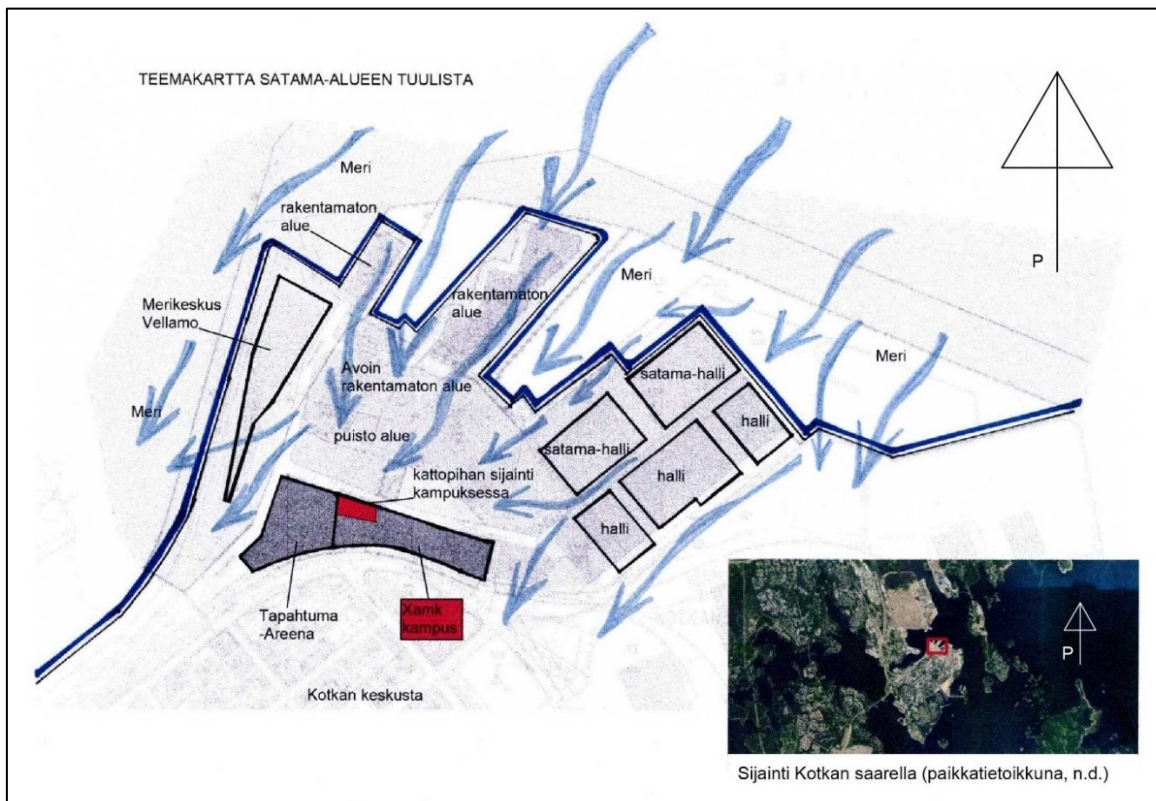 TEEMAKARTTA SATAMA-ALUEEN TUULISTA
Meri
rakentamaton
alue
Merikeskus
Vellamo
rakentamaton
alue
Meri
P
Meri
Avoin
rakentamaton alue
Meri
puisto alue
satama-halli
halli
satama-halli
halli
halli
kattopihan sijainti
kampuksessa
Tapahtuma
-Areena
Xamk
kampus
Kotkan keskusta
P
Sijainti Kotkan saarella (paikkatietoikkuna, n.d.)